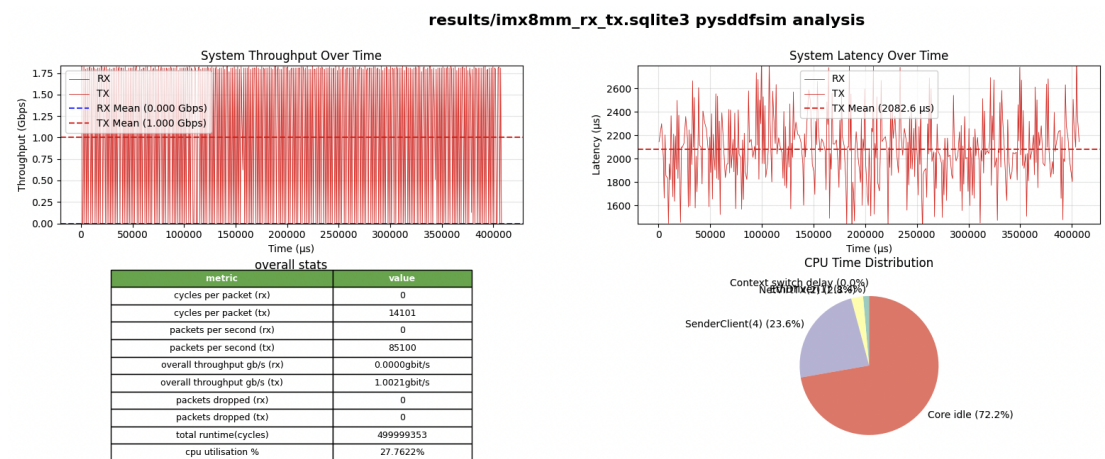 results/imx8mm_rx_tx.sqlite3 pysddfsim analysis
System Throughput Over Time
Throughput (Gbps)
1.75
1.50
1.25
1.00
0.75
0.50
0.25
0.00
RX
TX
RX Mean (0.000 Gbps)
TX Mean (1.000 Gbps)
0 50000 100000 150000 200000 250000 300000 350000 400000
Time (µs)
System Latency Over Time
Latency (µs)
2600
2400
2200
2000
1800
1600
RX
TX
TX Mean (2082.6 µs)
0 50000 100000 150000 200000 250000 300000 350000 400000
Time (µs)
overall stats
metric value
cycles per packet (rx) 0
cycles per packet (tx) 14101
packets per second (rx) 0
packets per second (tx) 85100
overall throughput gb/s (rx) 0.0000gbit/s
overall throughput gb/s (tx) 1.0021gbit/s
packets dropped (rx) 0
packets dropped (tx) 0
total runtime(cycles) 499999353
cpu utilisation % 27.7622%
CPU Time Distribution
Context switch delay (0.0%)
SenderClient(4) (23.6%)
Core idle (72.2%)